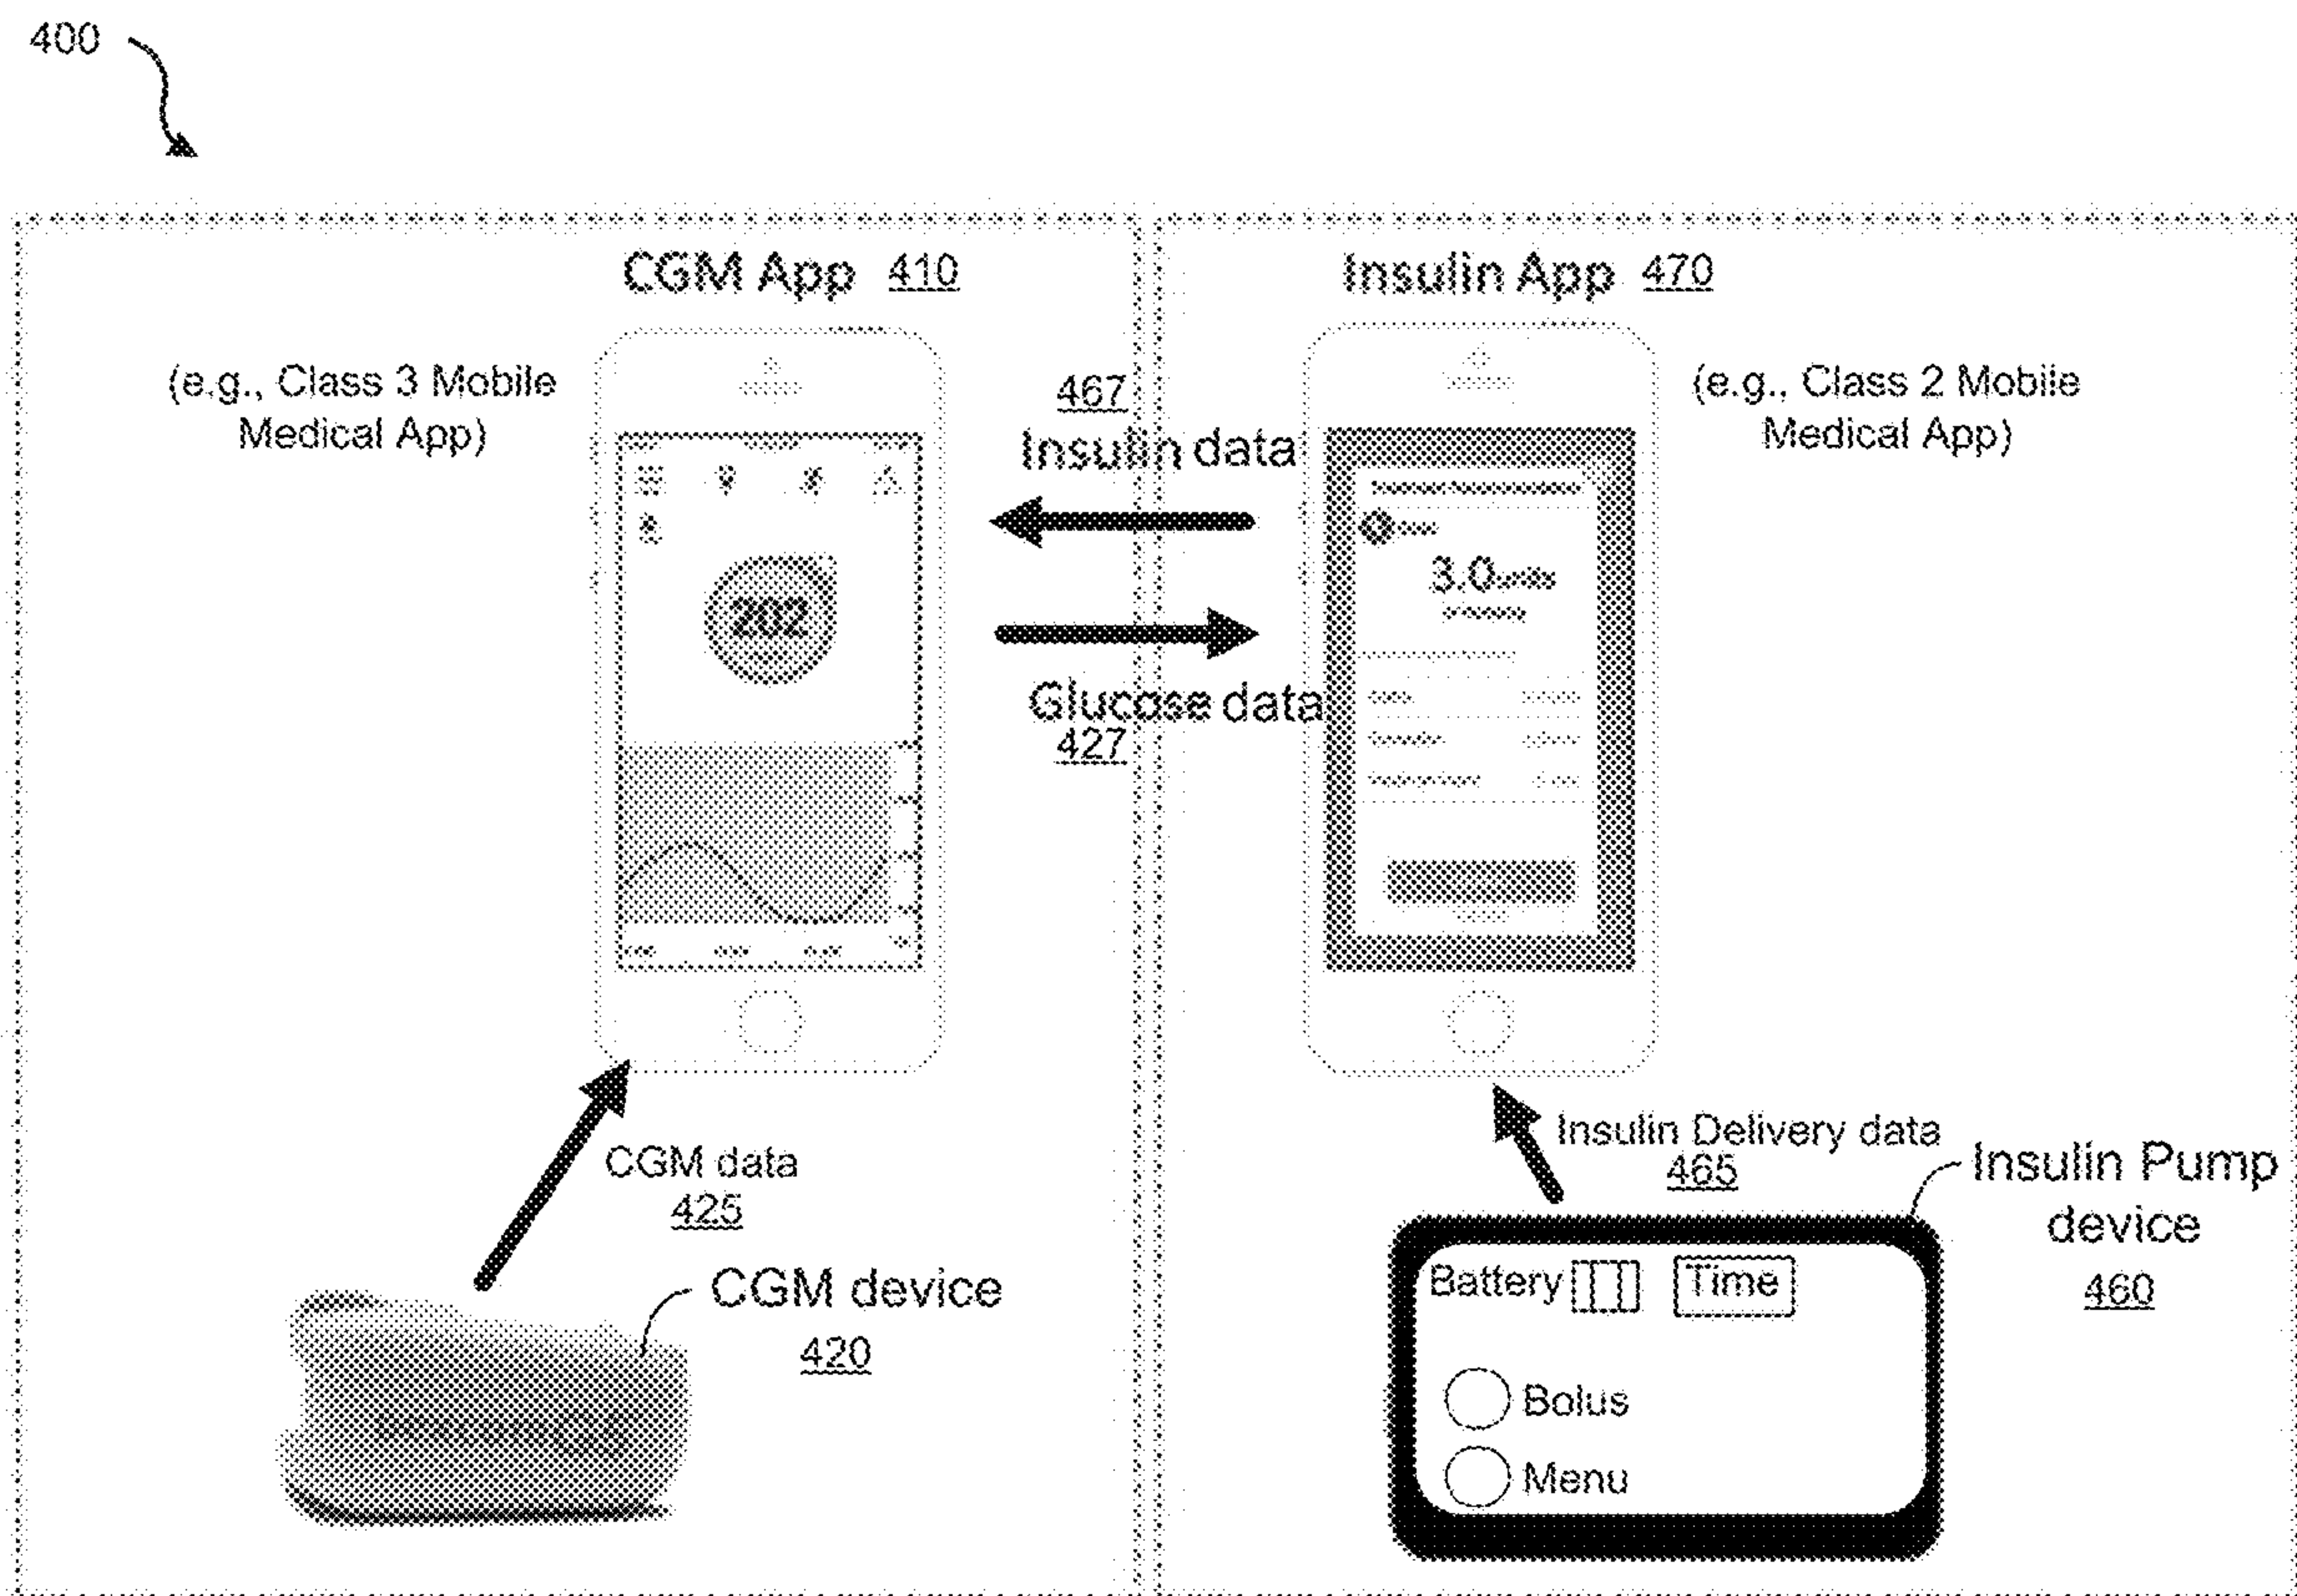 400
CGM App 410
Insulin App 470
(e.g., Class 3 Mobile
Medical App)
467
Insulin data
(e.g., Class 2 Mobile
Medical App)
202
3.0 units
Glucose data
427
CGM data
425
CGM device
420
Insulin Delivery data
465
Insulin Pump
device
460
Battery
Time
Bolus
Menu